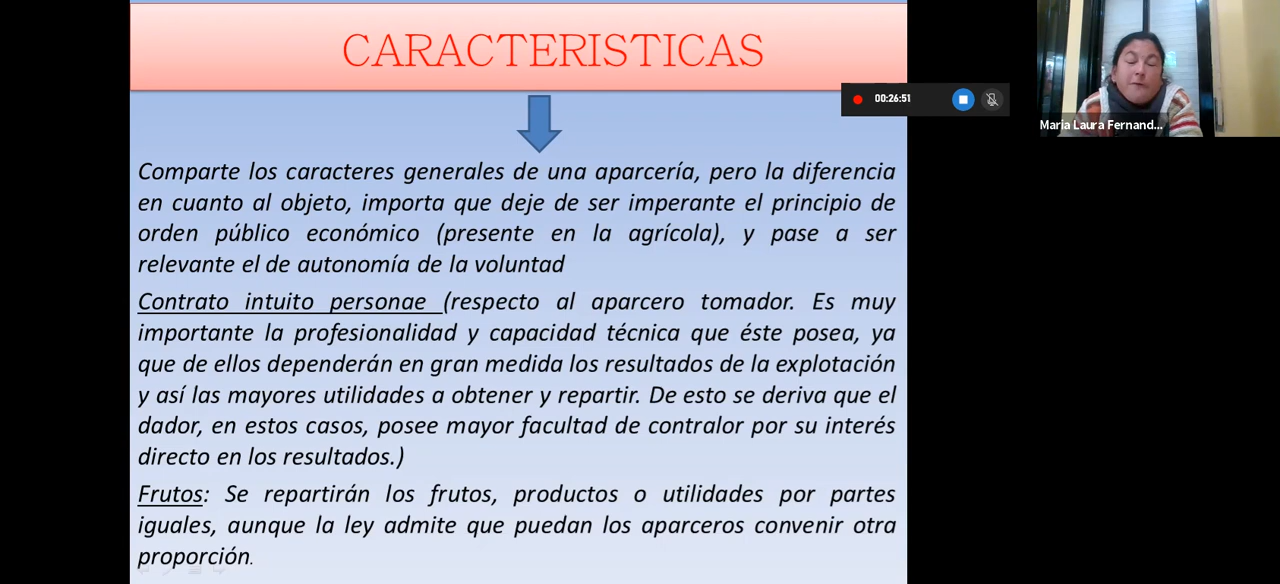 CARACTERISTICAS
00:26:51
María Laura Fernand...
Comparte los caracteres generales de una aparcería, pero la diferencia
en cuanto al objeto, importa que deje de ser imperante el principio de
orden público económico (presente en la agrícola), y pase a ser
relevante el de autonomía de la voluntad
Contrato intuito personae (respecto al aparcero tomador. Es muy
importante la profesionalidad y capacidad técnica que éste posea, ya
que de ellos dependerán en gran medida los resultados de la explotación
y así las mayores utilidades a obtener y repartir. De esto se deriva que el
dador, en estos casos, posee mayor facultad de contralor por su interés
directo en los resultados.)
Frutos: Se repartirán los frutos, productos o utilidades por partes
iguales, aunque la ley admite que puedan los aparceros convenir otra
proporción.